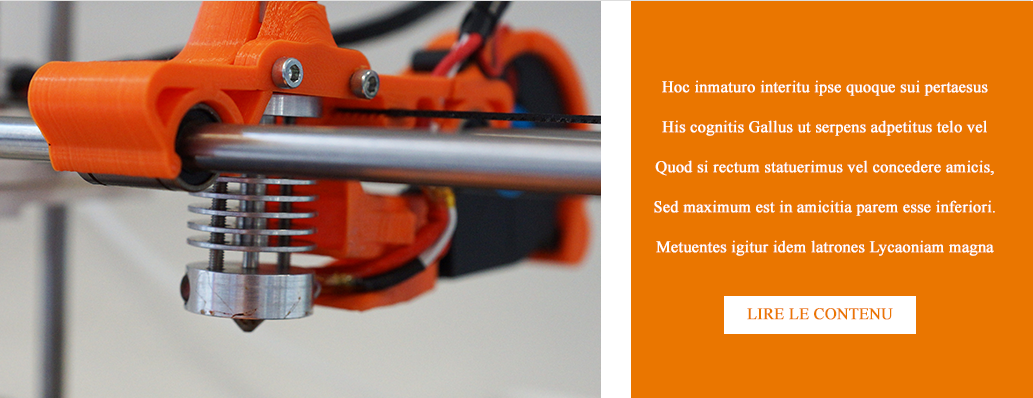 Hoc inmaturo interitu ipse quoque sui pertaesus
His cognitis Gallus ut serpens adpetitus telo vel
Quod si rectum statuerimus vel concedere amicis,
Sed maximum est in amicitia parem esse inferiori.
Metuentes igitur idem latrones Lycaoniam magna
LIRE LE CONTENU